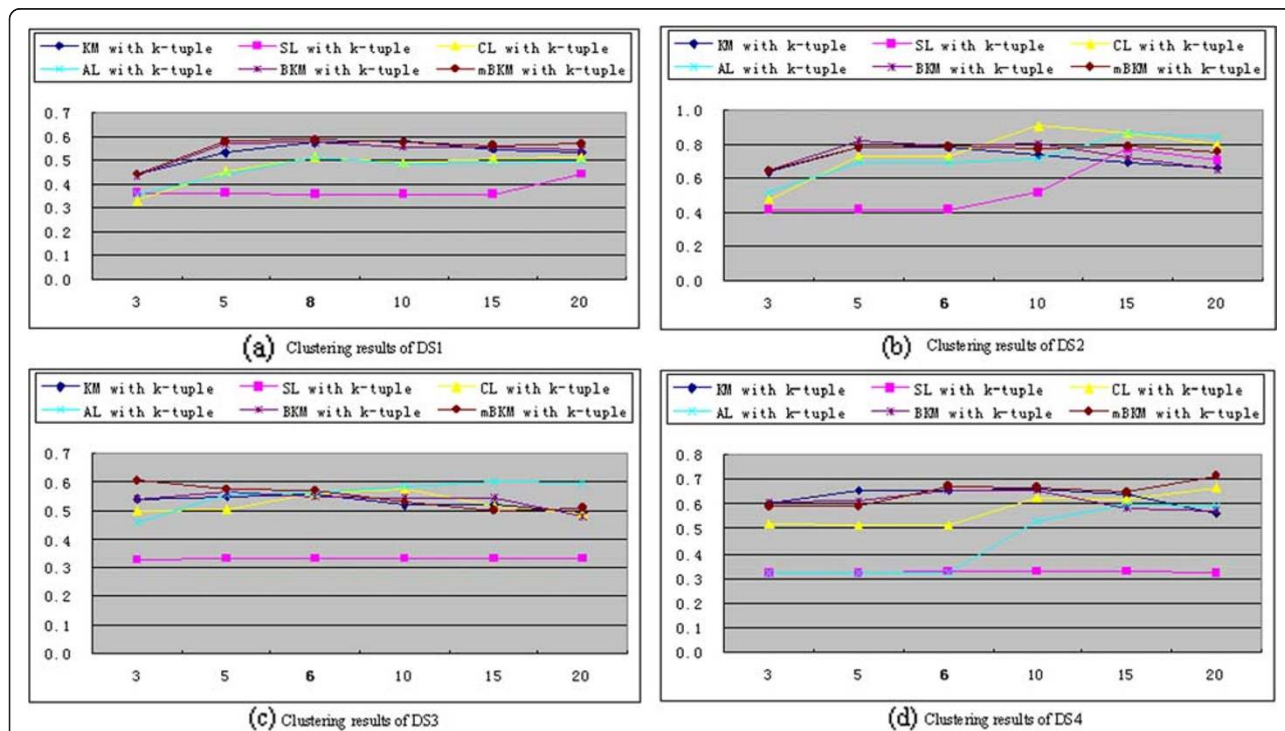 KM with k-tuple SL with k-tuple CL with k-tuple
AL with k-tuple BKM with k-tuple mBKM with k-tuple
0.7
0.6
0.5
0.4
0.3
0.2
0.1
0.0
3 5 8 10 15 20
(a) Clustering results of DS1
KM with k-tuple SL with k-tuple CL with k-tuple
AL with k-tuple BKM with k-tuple mBKM with k-tuple
1.0
0.8
0.6
0.4
0.2
0.0
3 5 6 10 15 20
(b) Clustering results of DS2
KM with k-tuple SL with k-tuple CL with k-tuple
AL with k-tuple BKM with k-tuple mBKM with k-tuple
0.7
0.6
0.5
0.4
0.3
0.2
0.1
0.0
3 5 6 10 15 20
(c) Clustering results of DS3
KM with k-tuple SL with k-tuple CL with k-tuple
AL with k-tuple BKM with k-tuple mBKM with k-tuple
0.8
0.7
0.6
0.5
0.4
0.3
0.2
0.1
0.0
3 5 6 10 15 20
(d) Clustering results of DS4